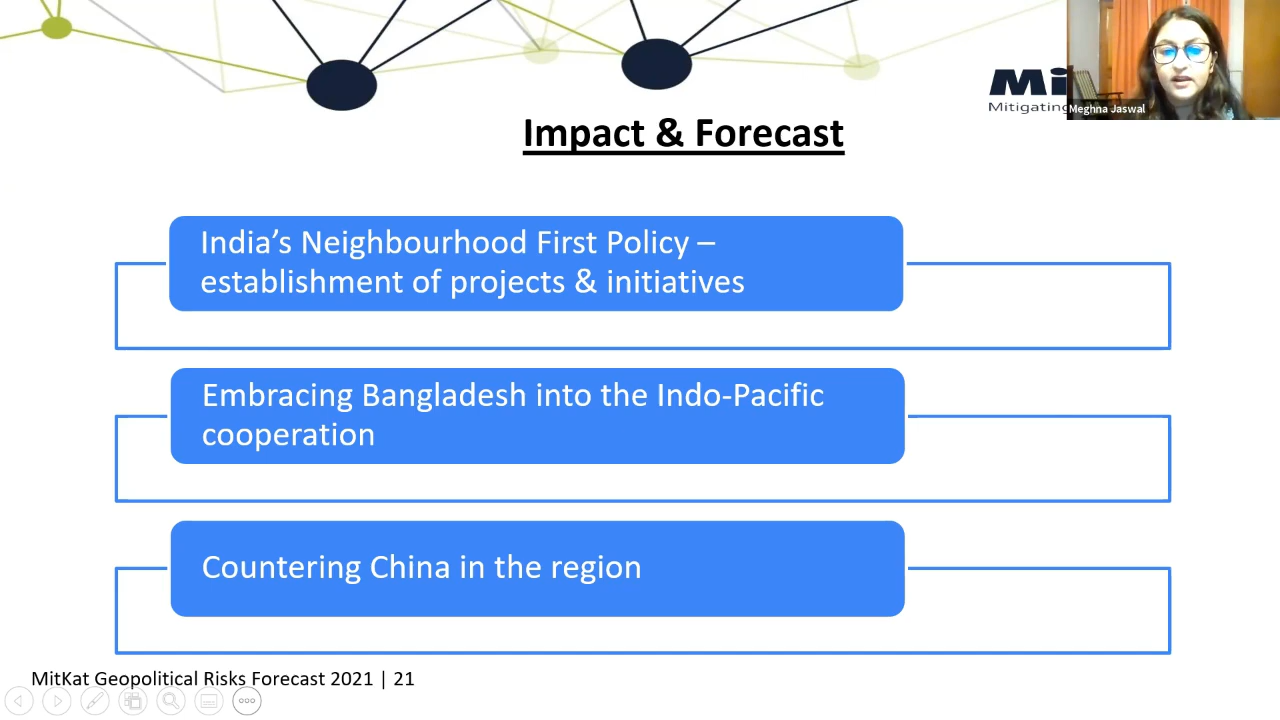 Mi
Mitigating
Meghna Jaswal
Impact & Forecast
India’s Neighbourhood First Policy –
establishment of projects & initiatives
Embracing Bangladesh into the Indo-Pacific
cooperation
Countering China in the region
MitKat Geopolitical Risks Forecast 2021 | 21